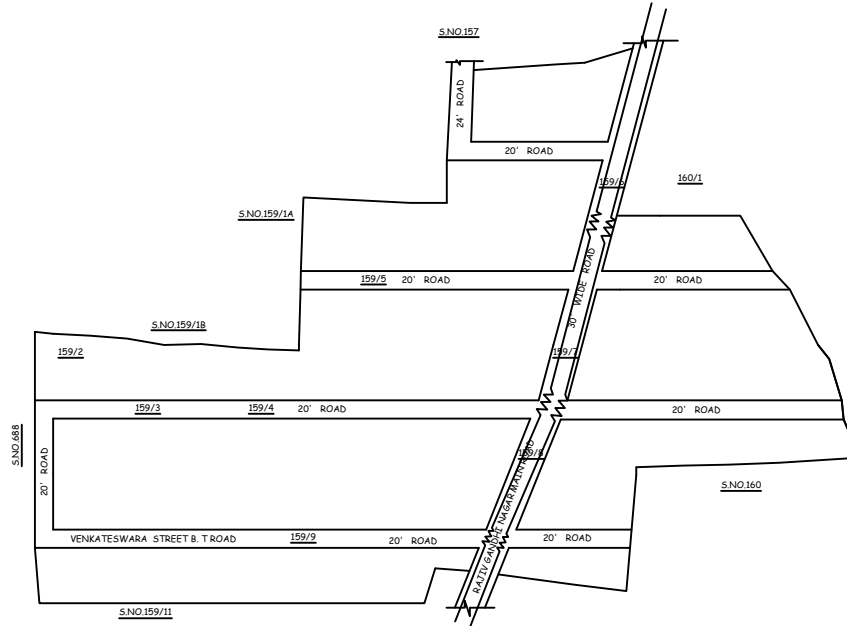 S.NO.157
24' ROAD
20' ROAD
159/6
160/1
S.NO.159/1A
159/5
20' ROAD
20' ROAD
30' WIDE ROAD
S.NO.159/1B
159/2
159/7
159/3
159/4
20' ROAD
20' ROAD
S.NO.688
20' ROAD
159/8
RAJIV GANDHI NAGAR MAIN ROAD
S.NO.160
VENKATESWARA STREET B. T ROAD
159/9
20' ROAD
20' ROAD
S.NO.159/11